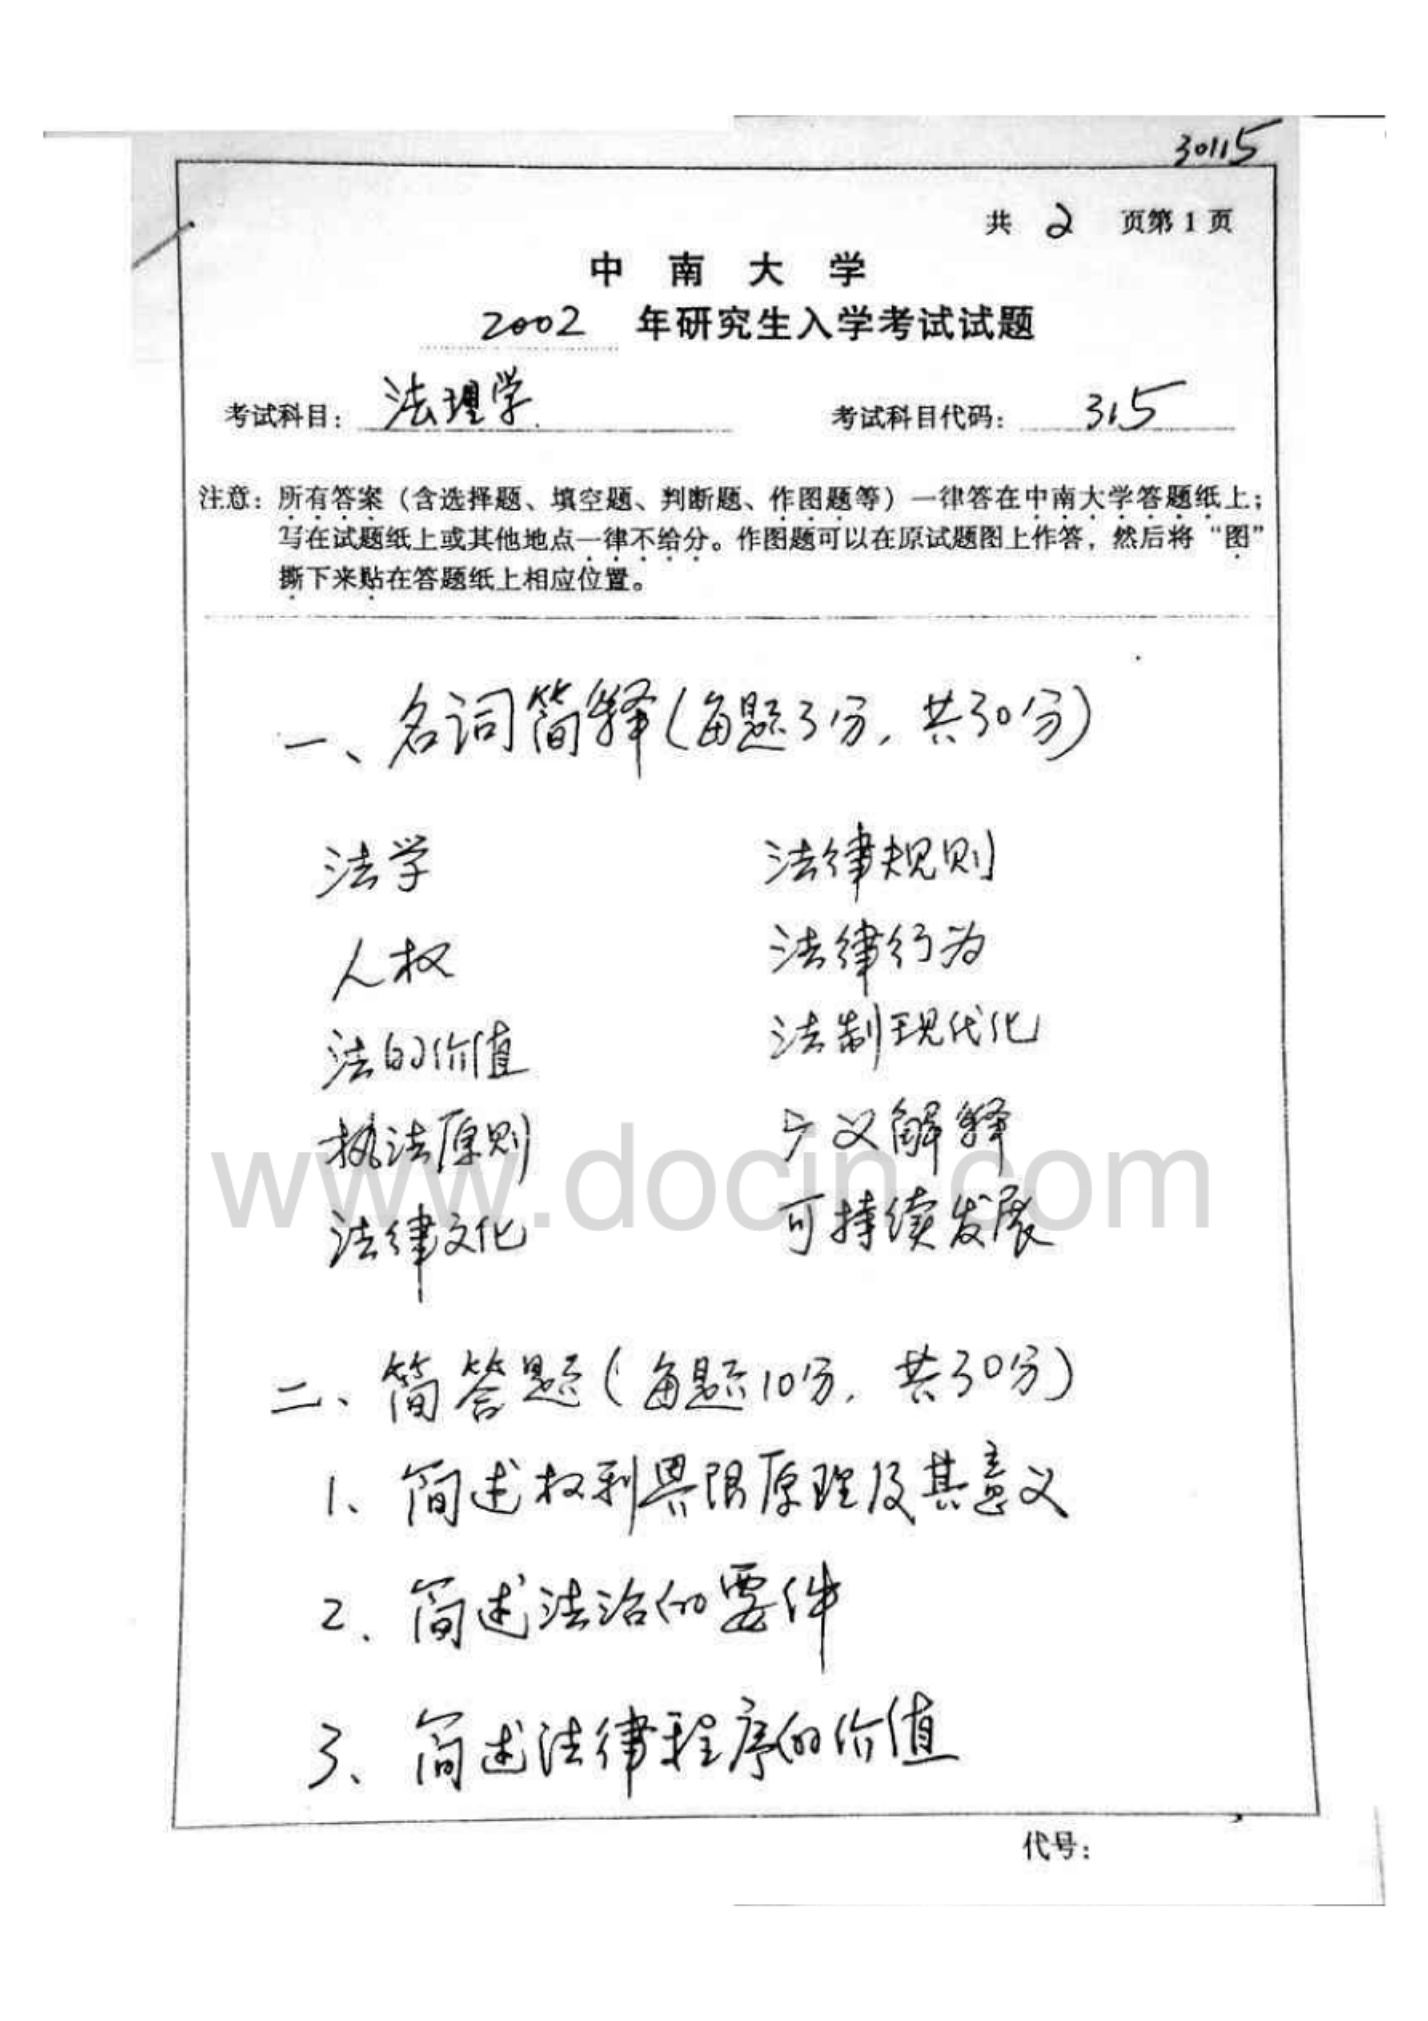 30115
共 2 页第 1 页
中南大学
2002 年研究生入学考试试题
考试科目：法理学 考试科目代码：315
注意：所有答案（含选择题、填空题、判断题、作图题等）一律答在中南大学答题纸上；
写在试题纸上或其他地点一律不给分。作图题可以在原试题图上作答，然后将“图”
撕下来贴在答题纸上相应位置。
一、名词简释（每题3分，共30分）
法学 法律规则
人权 法律行为
法的价值 法制现代化
执法原则 广义解释
www.docin.com
法律文化 可持续发展
二、简答题（每题10分，共30分）
1、简述权利界限原理及其意义
2、简述法治的要件
3、简述法律程序的价值
代号：